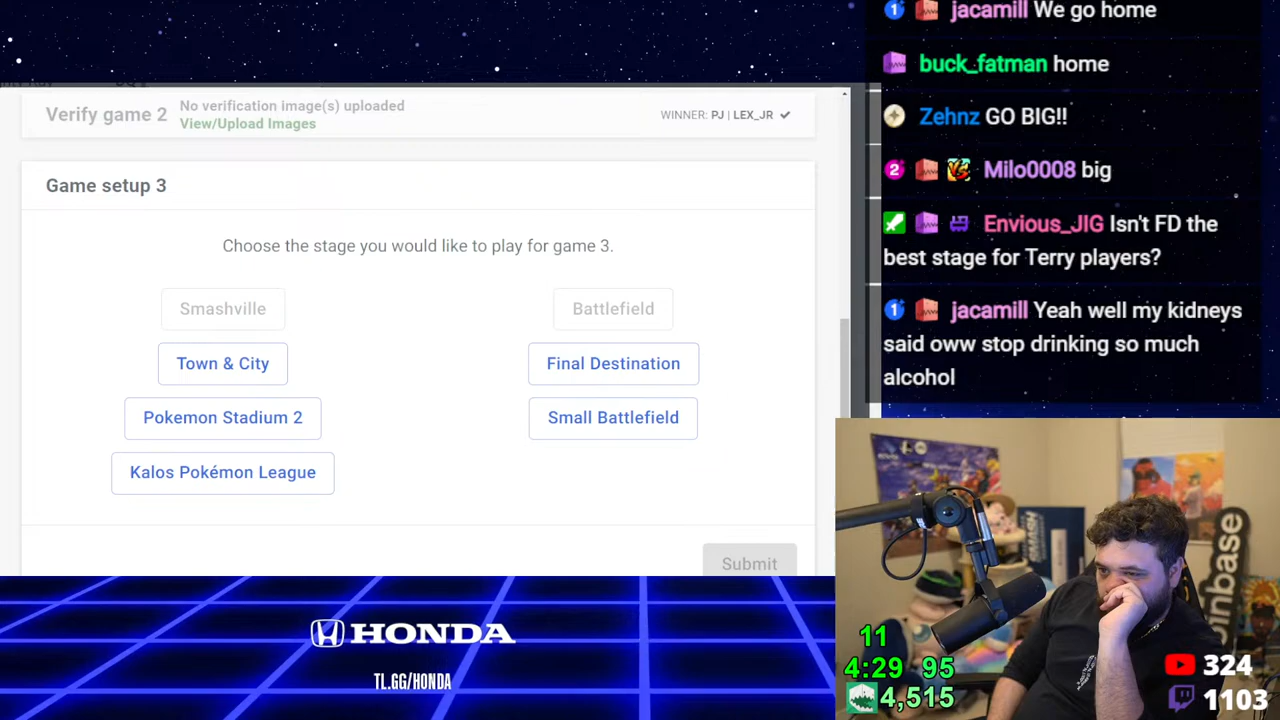 jacamill We go home
buck_fatman home
Zehnz GO BIG!!
2 Milo0008 big
Envious_JIG Isn't FD the
best stage for Terry players?
1 jacamill Yeah well my kidneys
said oww stop drinking so much
alcohol
Verify game 2
No verification image(s) uploaded
View/Upload Images
WINNER: PJ | LEX_JR
Game setup 3
Choose the stage you would like to play for game 3.
Smashville
Battlefield
Town & City
Final Destination
Pokemon Stadium 2
Small Battlefield
Kalos Pokémon League
Submit
HONDA
TL.GG/HONDA
coinbase
11
4:29 95
4,515
324
1103